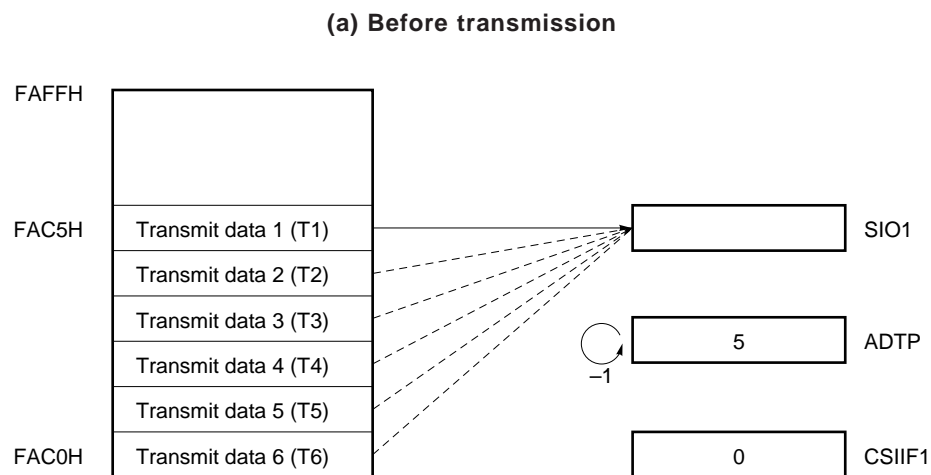 (a) Before transmission
FAFFH
FAC5H
Transmit data 1 (T1)
SIO1
Transmit data 2 (T2)
Transmit data 3 (T3)
5
ADTP
Transmit data 4 (T4)
–1
Transmit data 5 (T5)
FAC0H
Transmit data 6 (T6)
0
CSIIF1